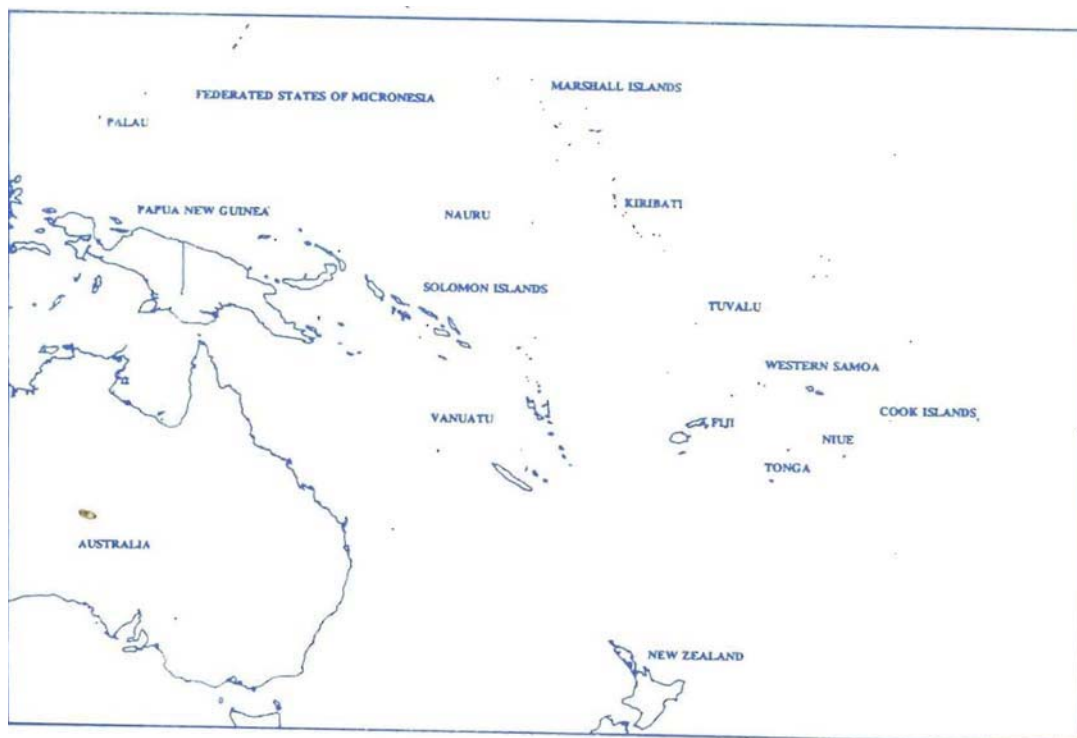 MARSHALL ISLANDS
FEDERATED STATES OF MICRONESIA
PALAU
KIRIBATI
PAPUA NEW GUINEA
NAURU
SOLOMON ISLANDS
TUVALU
WESTERN SAMOA
COOK ISLANDS
VANUATU
FIJI
NIUE
TONGA
AUSTRALIA
NEW ZEALAND